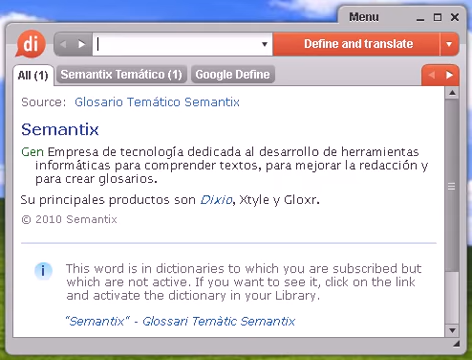 Menu
di
Define and translate
All (1) Semantix Temático (1) Google Define
Source: Glosario Temático Semantix
Semantix
Gen Empresa de tecnología dedicada al desarrollo de herramientas
informáticas para comprender textos, para mejorar la redacción y
para crear glosarios.
Su principales producto son Dixio, Xtyle y Gloxr.
© 2010 Semantix
This word is in dictionaries to which you are subscribed but
which are not active. If you want to see it, click on the link
and activate the dictionary in your Library.
"Semantix" - Glossari Temàtic Semantix